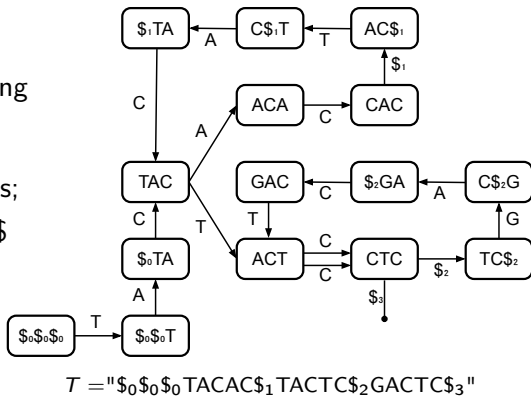 $₁TA
C$₁T
AC$₁
A
T
$₁
ng
ACA
CAC
C
A
C
TAC
GAC
$₂GA
C$₂G
s;
C
A
T
T
G
$
C
$₀TA
ACT
CTC
TC$₂
C
C
$₂
A
$₃
$₀$₀$₀
T
$₀$₀T
T ="$₀$₀$₀TACAC$₁TACTC$₂GACTC$₃"